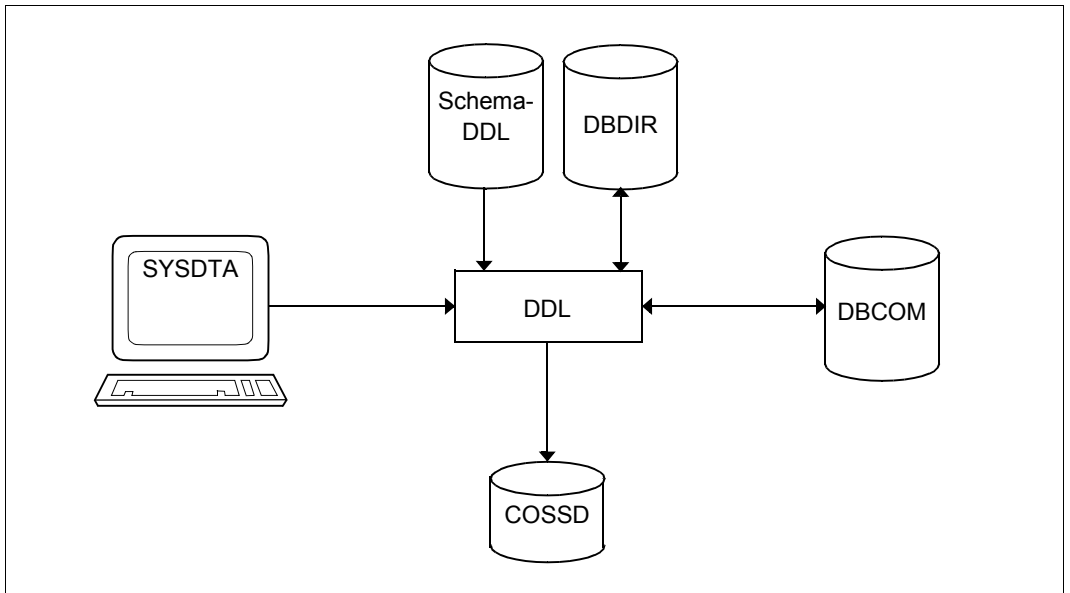 Schema-
DDL
DBDIR
SYSDTA
DDL
DBCOM
COSSD